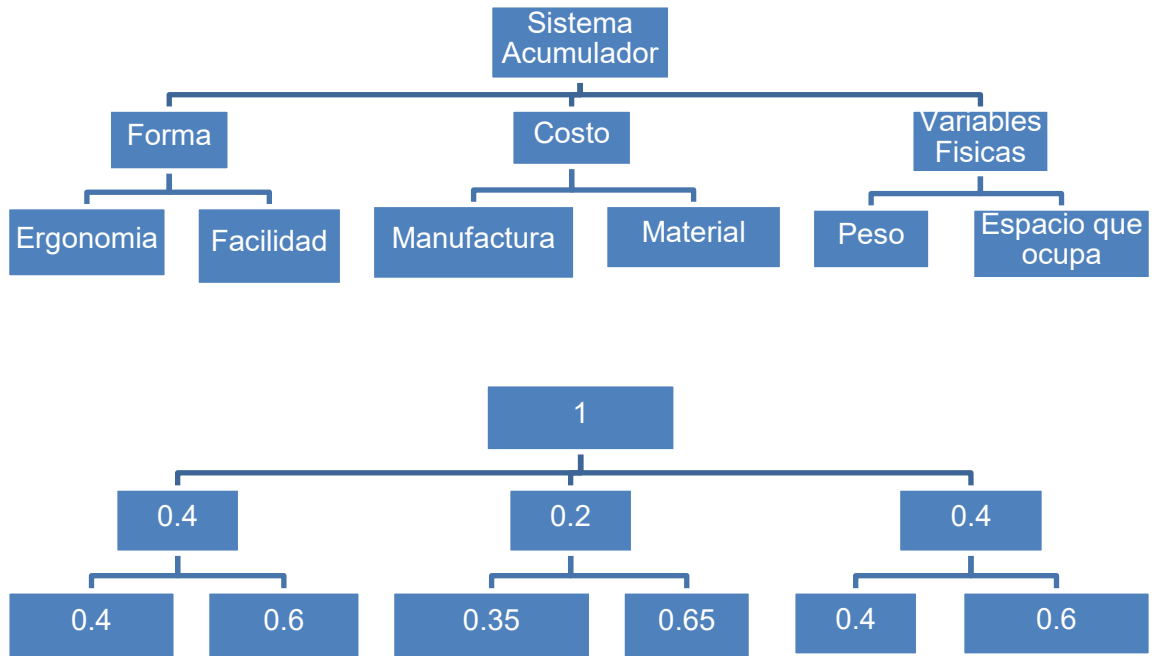 Sistema
Acumulador
Forma
Costo
Variables
Fisicas
Ergonomia
Facilidad
Manufactura
Material
Peso
Espacio que
ocupa
1
0.4
0.2
0.4
0.4
0.6
0.35
0.65
0.4
0.6